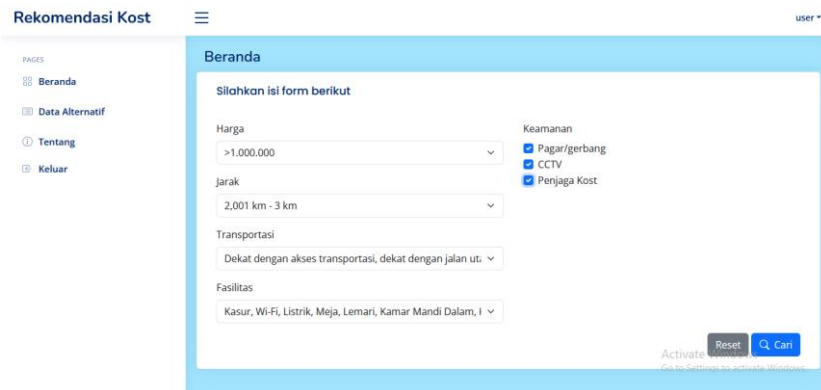 Rekomendasi Kost
user
PAGES
Beranda
Data Alternatif
Tentang
Keluar
Beranda
Silahkan isi form berikut
Harga
>1.000.000
Jarak
2,001 km - 3 km
Transportasi
Dekat dengan akses transportasi, dekat dengan jalan
Fasilitas
Kasur, Wi-Fi, Listrik, Meja, Lemari, Kamar Mandi Dalam,
Keamanan
Pagar/gerbang
CCTV
Penjaga Kost
Reset
Cari
Activate Windows
Go to Settings to activate Windows.